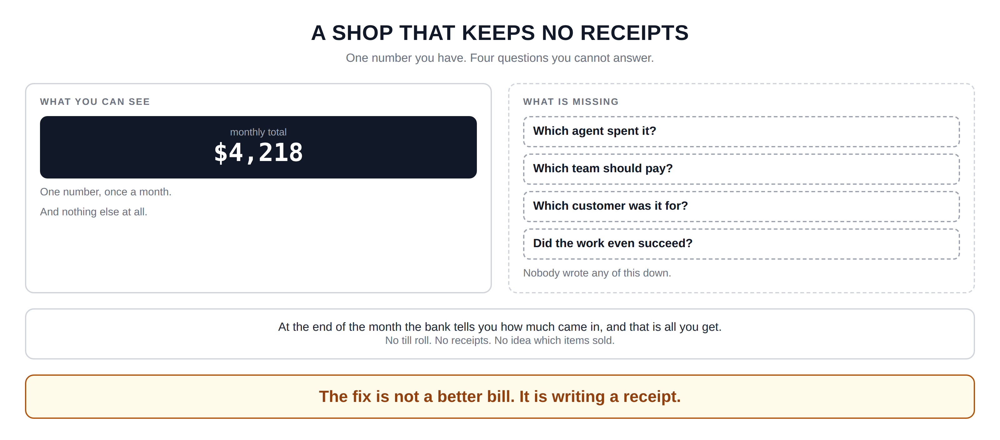 A SHOP THAT KEEPS NO RECEIPTS
One number you have. Four questions you cannot answer.
WHAT YOU CAN SEE
monthly total
$4,218
One number, once a month.
And nothing else at all.
WHAT IS MISSING
Which agent spent it?
Which team should pay?
Which customer was it for?
Did the work even succeed?
Nobody wrote any of this down.
At the end of the month the bank tells you how much came in, and that is all you get.
No till roll. No receipts. No idea which items sold.
The fix is not a better bill. It is writing a receipt.